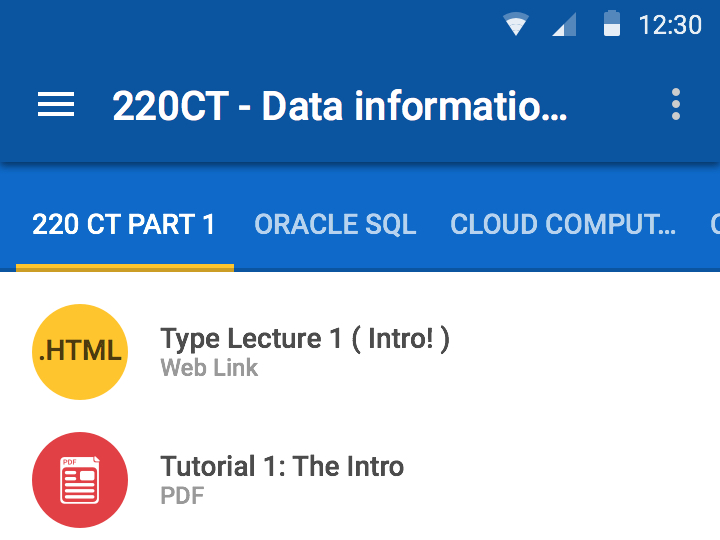 12:30
220CT - Data informatio...
220 CT PART 1 ORACLE SQL CLOUD COMPUT...
.HTML
Type Lecture 1 ( Intro! )
Web Link
PDF
Tutorial 1: The Intro
PDF